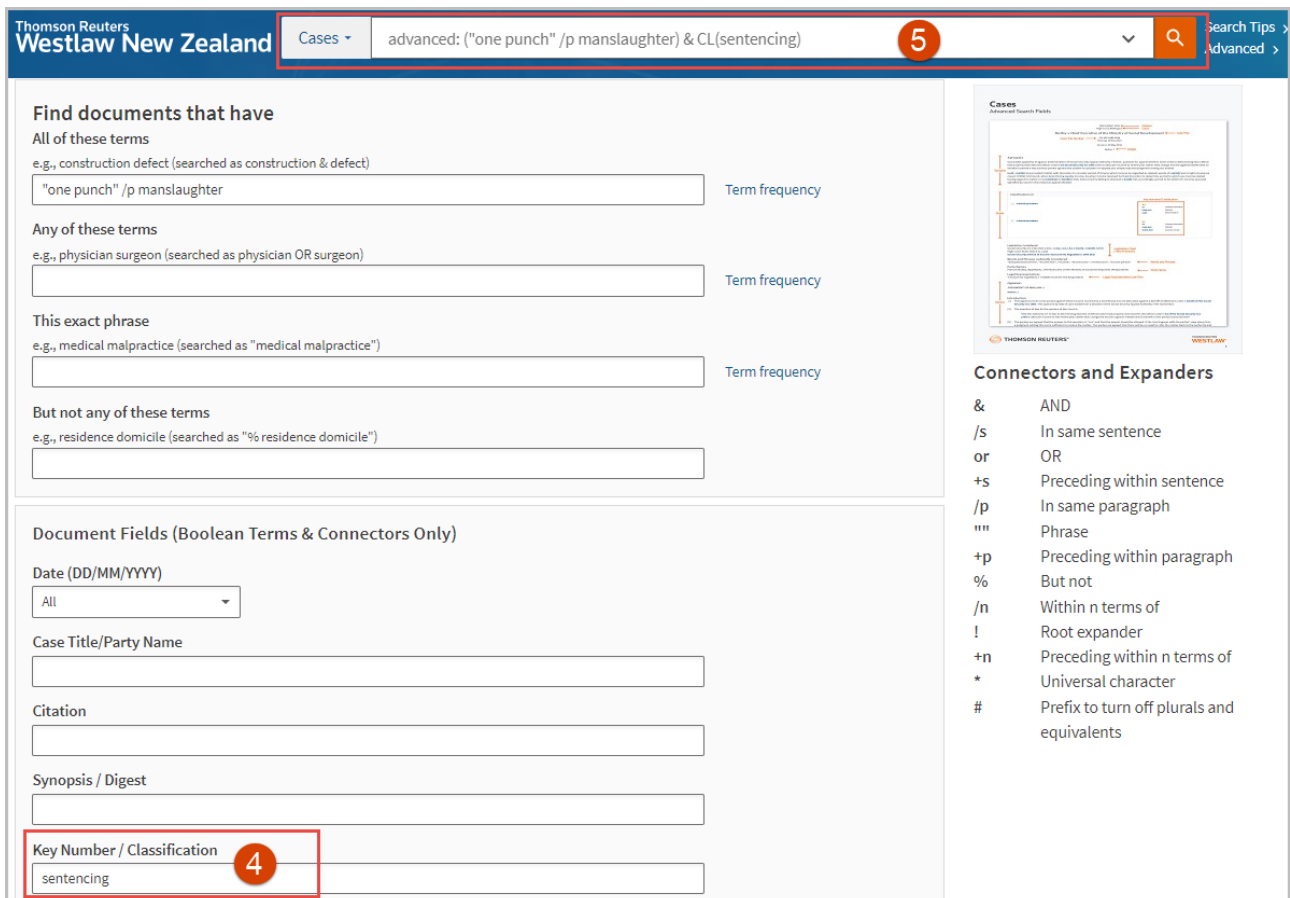 Thomson Reuters
Westlaw New Zealand
Cases
advanced: ("one punch" /p manslaughter) & CL(sentencing)
5
Search Tips
Advanced
Find documents that have
All of these terms
e.g., construction defect (searched as construction & defect)
"one punch" /p manslaughter
Term frequency
Any of these terms
e.g., physician surgeon (searched as physician OR surgeon)
Term frequency
This exact phrase
e.g., medical malpractice (searched as "medical malpractice")
Term frequency
But not any of these terms
e.g., residence domicile (searched as "% residence domicile")
Document Fields (Boolean Terms & Connectors Only)
Date (DD/MM/YYYY)
All
Case Title/Party Name
Citation
Synopsis / Digest
Key Number / Classification
4
sentencing
Cases
Advanced Search Fields
THOMSON REUTERS
WESTLAW
Connectors and Expanders
& AND
/s In same sentence
or OR
+s Preceding within sentence
/p In same paragraph
"" Phrase
+p Preceding within paragraph
% But not
/n Within n terms of
! Root expander
+n Preceding within n terms of
* Universal character
# Prefix to turn off plurals and
equivalents